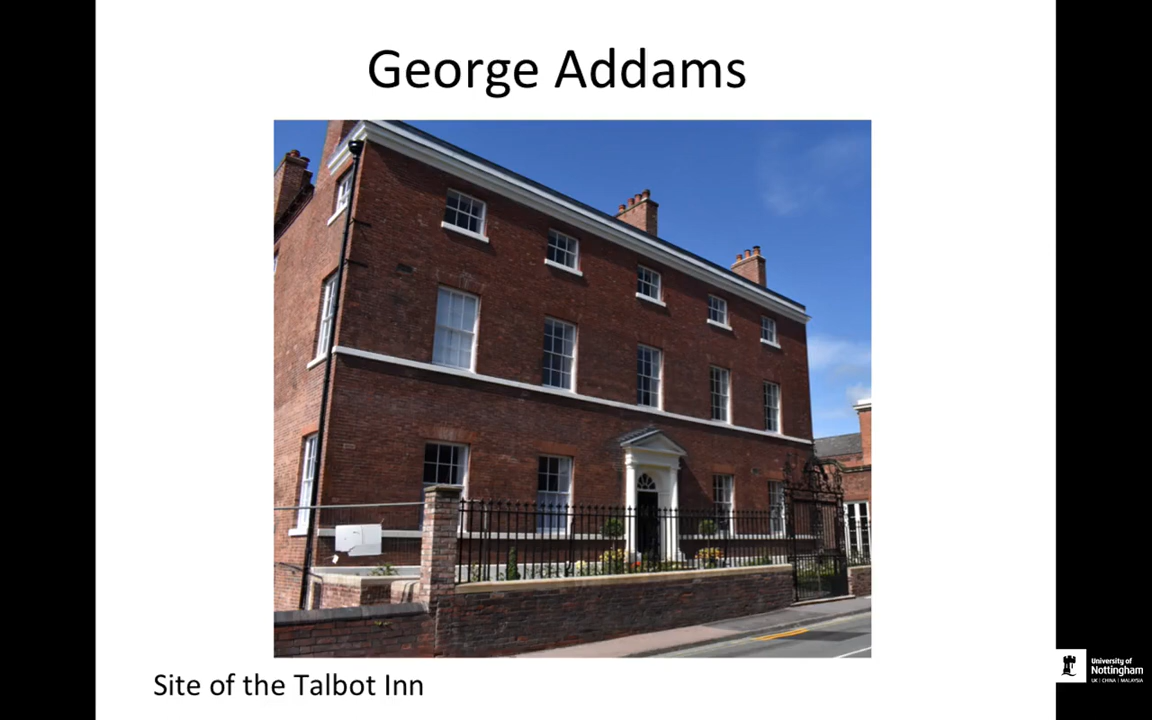 George Addams
Site of the Talbot Inn
University of
Nottingham
UK | CHINA | MALAYSIA